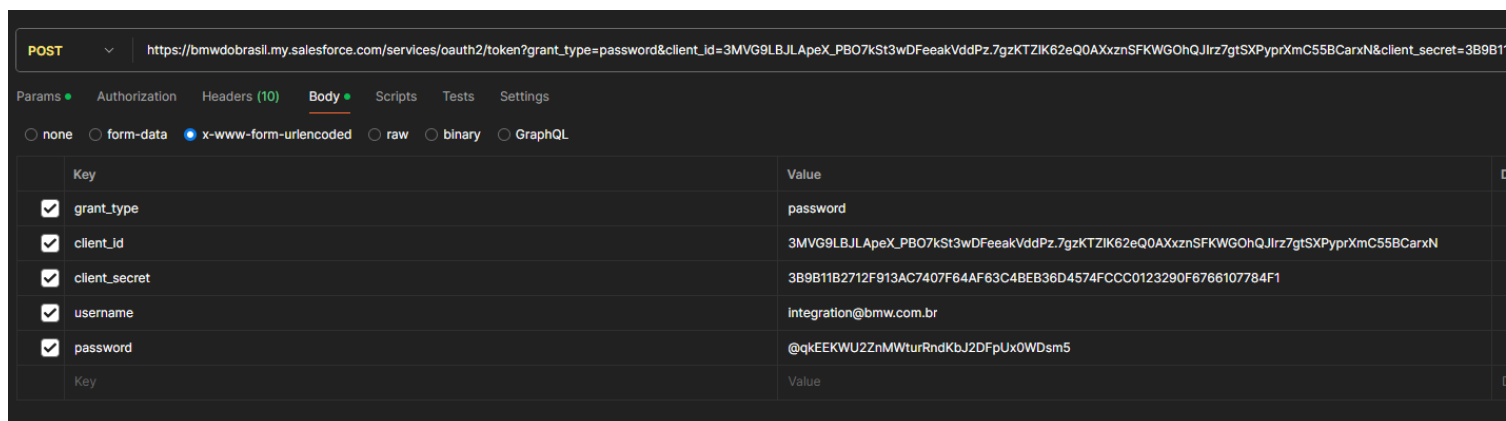 POST https://bmwdobrasil.my.salesforce.com/services/oauth2/token?grant_type=password&client_id=3MVG9LBJLApeX_PBO7kSt3wDFeeakVddPz.7gzKTZIK62eQ0AXxznSFKWGOhQJIrz7gtSXPyprXmC55BCarxN&client_secret=3B9B11
Params Authorization Headers (10) Body Scripts Tests Settings
none form-data x-www-form-urlencoded raw binary GraphQL
Key Value
grant_type password
client_id 3MVG9LBJLApeX_PBO7kSt3wDFeeakVddPz.7gzKTZIK62eQ0AXxznSFKWGOhQJIrz7gtSXPyprXmC55BCarxN
client_secret 3B9B11B2712F913AC7407F64AF63C4BEB36D4574FCCC0123290F6766107784F1
username integration@bmw.com.br
password @qkEEKWU2ZnMWturRndKbJ2DFpUx0WDsm5
Key Value